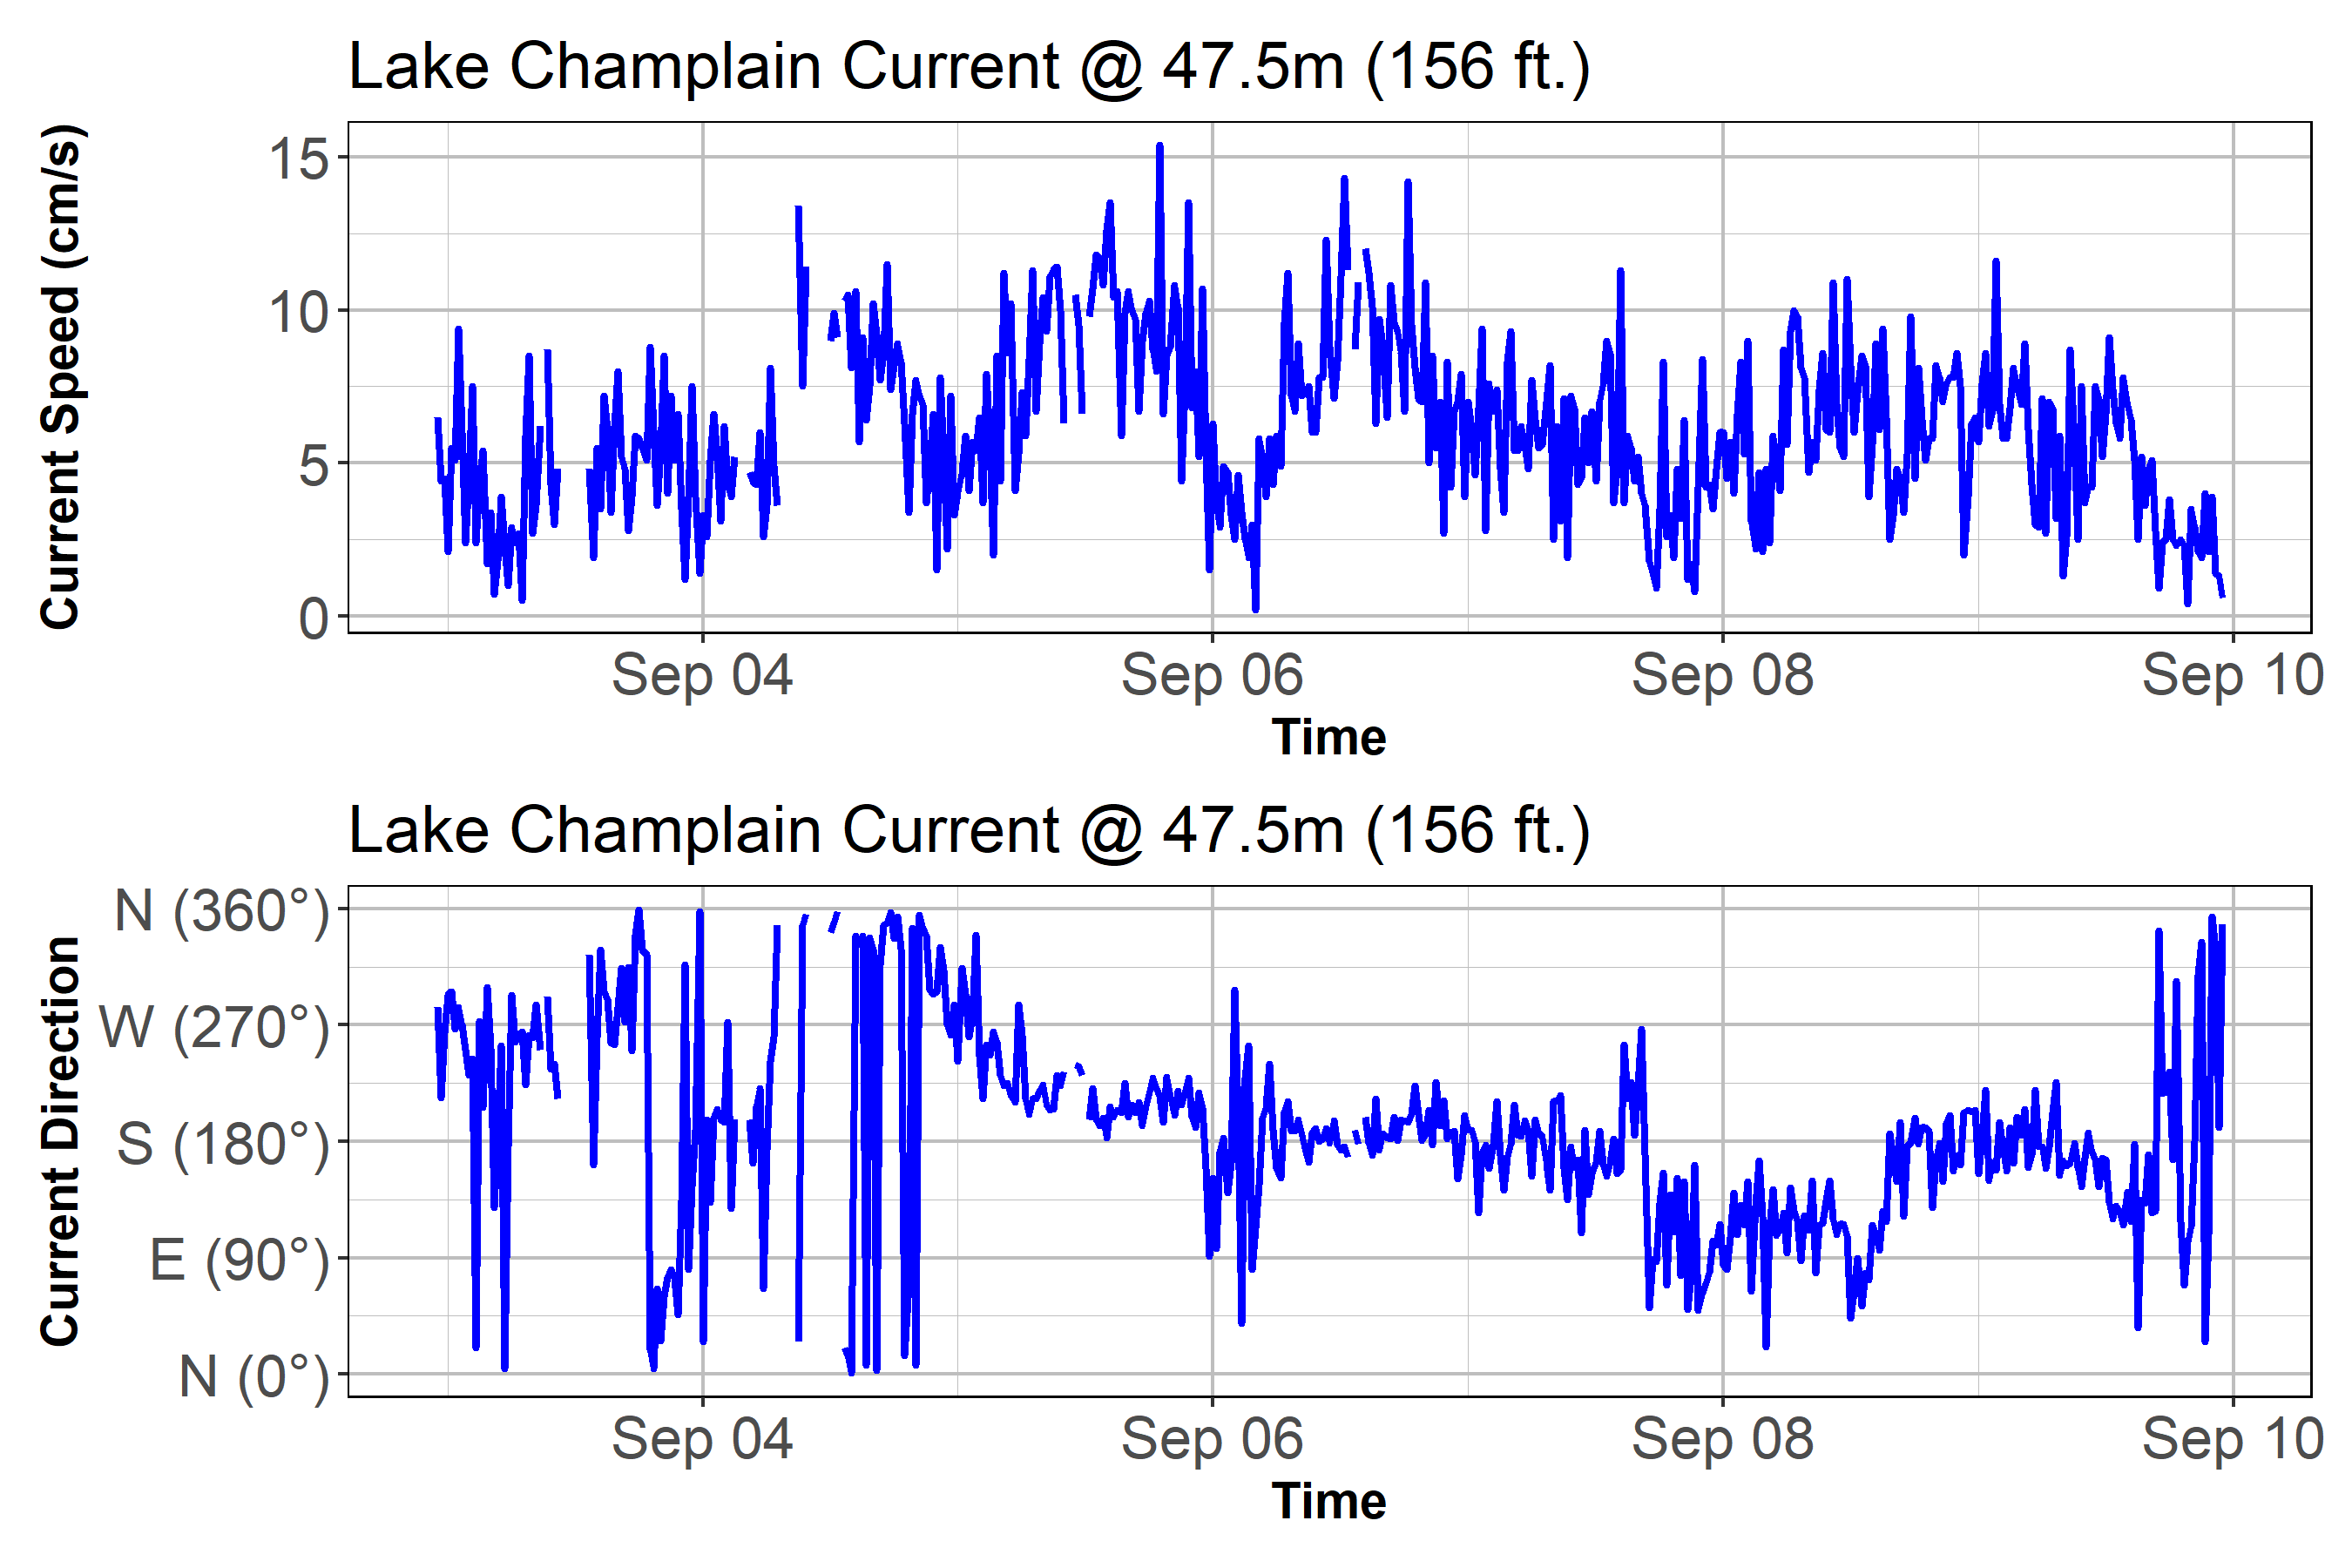 Lake Champlain Current @ 47.5m (156 ft.)
Current Speed (cm/s)
15
10
5
0
Sep 04 Sep 06 Sep 08 Sep 10
Time
Lake Champlain Current @ 47.5m (156 ft.)
Current Direction
N (360°)
W (270°)
S (180°)
E (90°)
N (0°)
Sep 04 Sep 06 Sep 08 Sep 10
Time